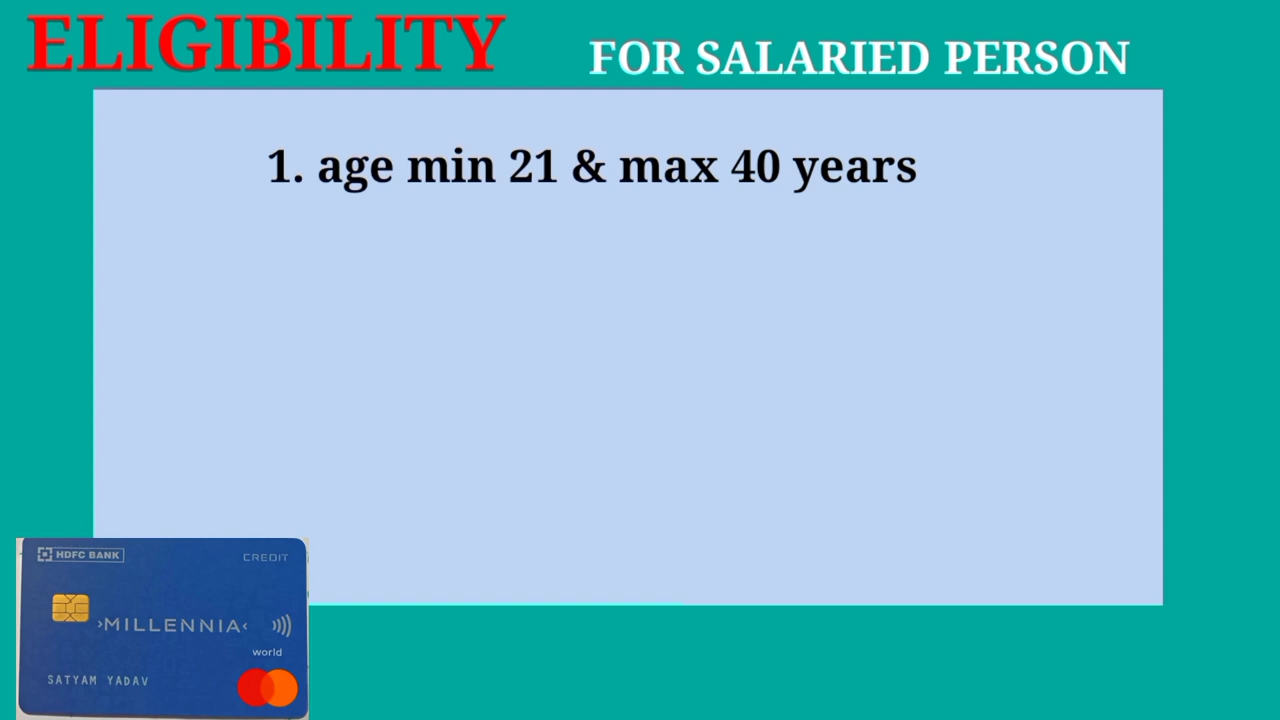 ELIGIBILITY FOR SALARIED PERSON
1. age min 21 & max 40 years
HDFC BANK CREDIT
›MILLENNIA‹
world
SATYAM YADAV